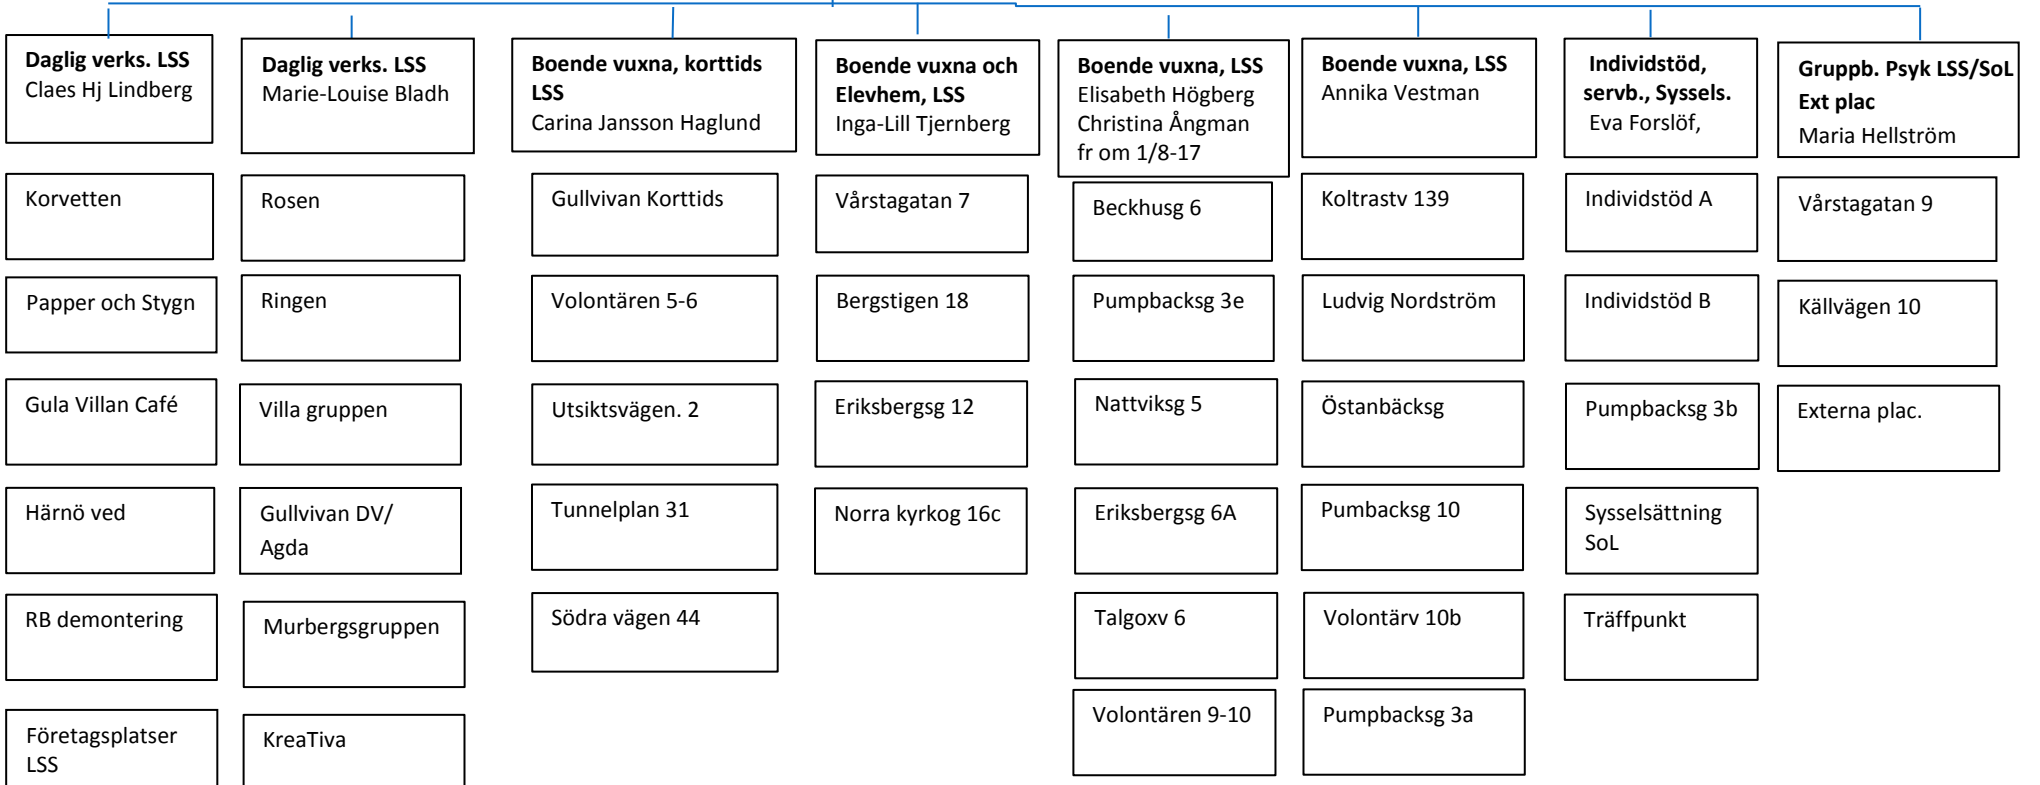 Daglig verks. LSS
Claes Hj Lindberg
Korvetten
Papper och Stygn
Gula Villan Café
Härnö ved
RB demontering
Företagsplatser
LSS
Daglig verks. LSS
Marie-Louise Bladh
Rosen
Ringen
Villa gruppen
Gullvivan DV/
Agda
Murbergsgruppen
KreaTiva
Boende vuxna, korttids
LSS
Carina Jansson Haglund
Gullvivan Korttids
Volontären 5-6
Utsiktsvägen. 2
Tunnelplan 31
Södra vägen 44
Boende vuxna och
Elevhem, LSS
Inga-Lill Tjernberg
Vårstagatan 7
Bergstigen 18
Eriksbergsg 12
Norra kyrkog 16c
Boende vuxna, LSS
Elisabeth Högberg
Christina Ångman
fr om 1/8-17
Beckhusg 6
Pumpbacksg 3e
Nattviksg 5
Eriksbergsg 6A
Talgoxv 6
Volontären 9-10
Boende vuxna, LSS
Annika Vestman
Koltrastv 139
Ludvig Nordström
Östanbäcksg
Pumbacksg 10
Volontärv 10b
Pumpbacksg 3a
Individstöd,
servb., Syssels.
Eva Forslöf,
Individstöd A
Individstöd B
Pumpbacksg 3b
Sysselsättning
SoL
Träffpunkt
Gruppb. Psyk LSS/SoL
Ext plac
Maria Hellström
Vårstagatan 9
Källvägen 10
Externa plac.